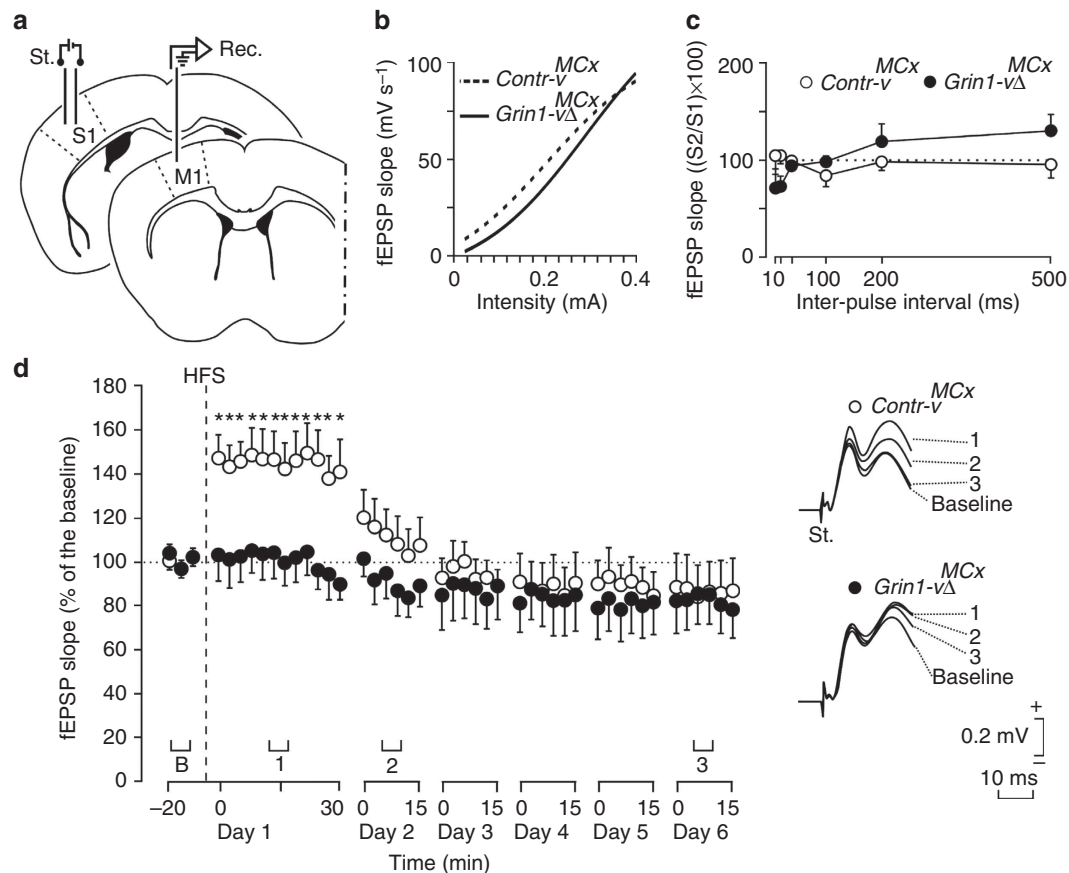 a
St.
Rec.
S1
M1
b
fEPSP slope (mV s⁻¹)
100
50
0
Contr-v^MCx
Grin1-vΔ^MCx
0 0.2 0.4
Intensity (mA)
c
fEPSP slope ((S2/S1)×100)
200
100
0
Contr-v^MCx Grin1-vΔ^MCx
10 100 200 500
Inter-pulse interval (ms)
d
HFS
fEPSP slope (% of the baseline)
180
160
140
120
100
80
60
40
20
0
*** ** ***** ** *
B 1 2 3
–20 0 30 0 15 0 15 0 15 0 15 0 15
Day 1 Day 2 Day 3 Day 4 Day 5 Day 6
Time (min)
Contr-v^MCx
1
2
3
Baseline
St.
Grin1-vΔ^MCx
1
2
3
Baseline
+
0.2 mV
–
10 ms